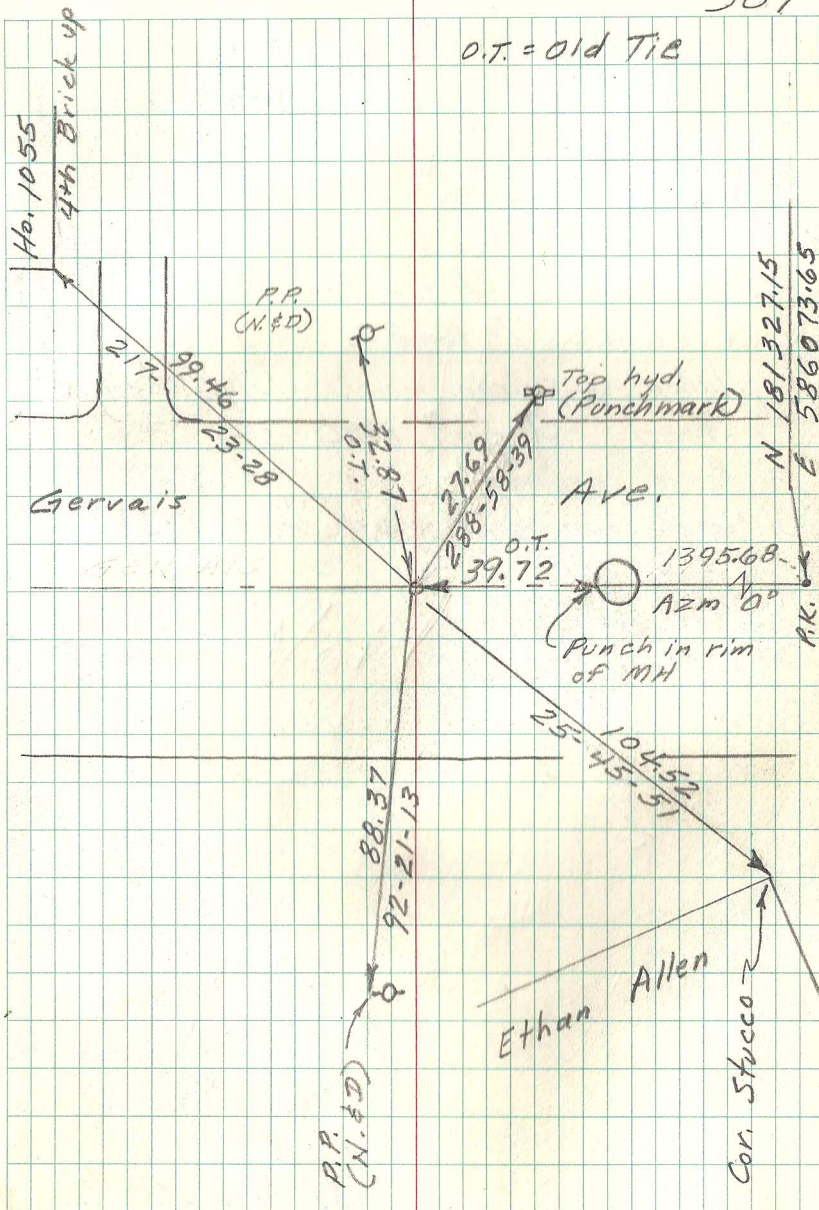 O.T. = Old Tie
Ho. 1055
4th Brick up
P.P.
(N. & D)
217-
99.46
23-28
32.87
O.T.
27.69
288-58-39
Top hyd.
(Punchmark)
N 181327.15
E 586073.65
Gervais
Ave.
O.T.
39.72
1395.68
Azm 0°
P.K.
Punch in rim
of MH
104.52
25-45-51
88.37
92-21-13
Ethan Allen
P.P.
(N. & D)
Cor. Stucco